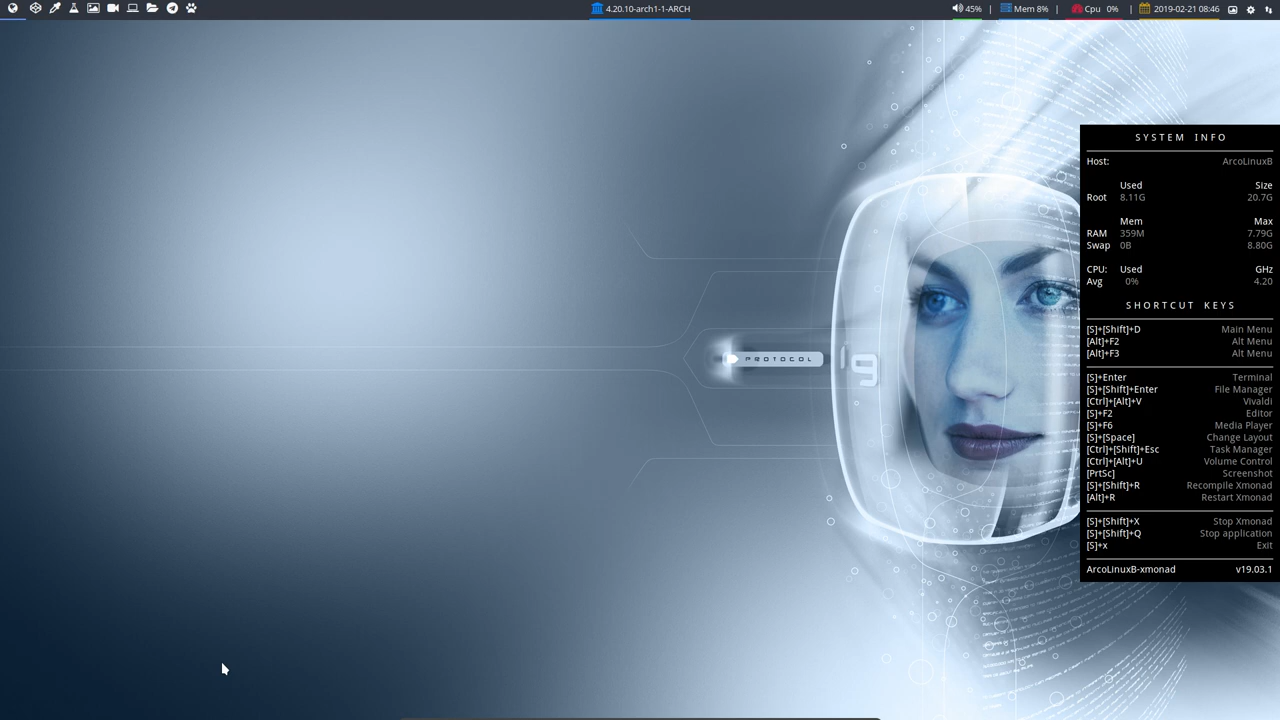 4.20.10-arch1-1-ARCH
45% | Mem 8% | Cpu 0% | 2019-02-21 08:46
PROTOCOL
19
SYSTEM INFO
Host: ArcoLinuxB
Used Size
Root 8.11G 20.7G
Mem Max
RAM 359M 7.79G
Swap 0B 8.80G
CPU: Used GHz
Avg 0% 4.20
SHORTCUT KEYS
[S]+[Shift]+D Main Menu
[Alt]+F2 Alt Menu
[Alt]+F3 Alt Menu
[S]+Enter Terminal
[S]+[Shift]+Enter File Manager
[Ctrl]+[Alt]+V Vivaldi
[S]+F2 Editor
[S]+F6 Media Player
[S]+[Space] Change Layout
[Ctrl]+[Shift]+Esc Task Manager
[Ctrl]+[Alt]+U Volume Control
[PrtSc] Screenshot
[S]+[Shift]+R Recompile Xmonad
[Alt]+R Restart Xmonad
[S]+[Shift]+X Stop Xmonad
[S]+[Shift]+Q Stop application
[S]+x Exit
ArcoLinuxB-xmonad v19.03.1